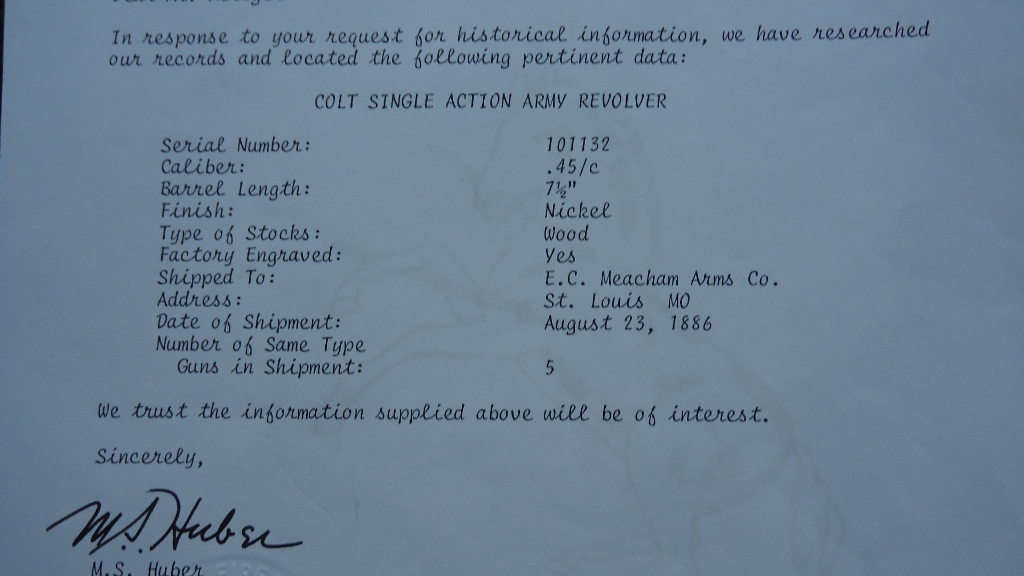 In response to your request for historical information, we have researched
our records and located the following pertinent data:
COLT SINGLE ACTION ARMY REVOLVER
Serial Number: 101132
Caliber: .45/c
Barrel Length: 7½"
Finish: Nickel
Type of Stocks: Wood
Factory Engraved: Yes
Shipped To: E.C. Meacham Arms Co.
Address: St. Louis MO
Date of Shipment: August 23, 1886
Number of Same Type
Guns in Shipment: 5
We trust the information supplied above will be of interest.
Sincerely,
M.S. Huber
M.S. Huber